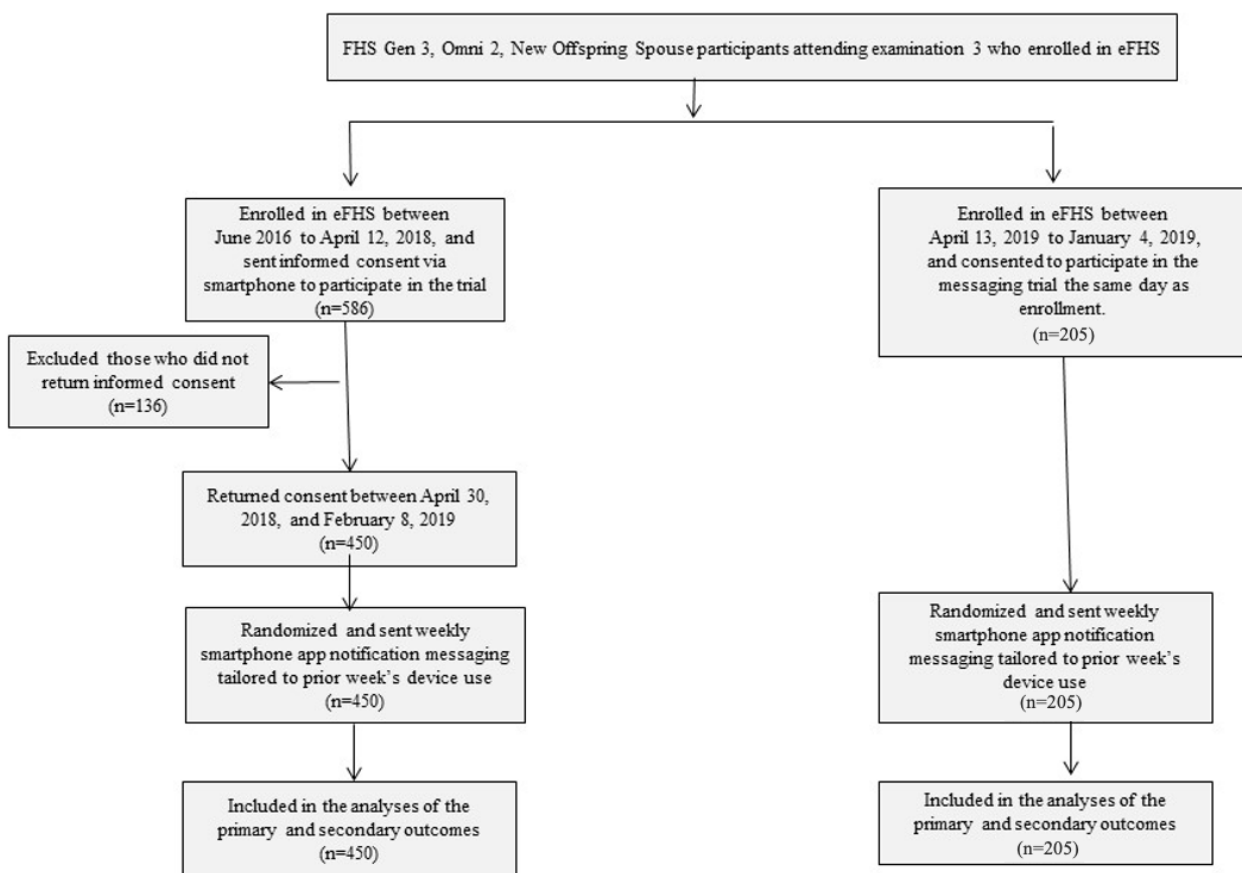 FHS Gen 3, Omni 2, New Offspring Spouse participants attending examination 3 who enrolled in eFHS
Enrolled in eFHS between
June 2016 to April 12, 2018, and
sent informed consent via
smartphone to participate in the trial
(n=586)
Enrolled in eFHS between
April 13, 2019 to January 4, 2019,
and consented to participate in the
messaging trial the same day as
enrollment.
(n=205)
Excluded those who did not
return informed consent
(n=136)
Returned consent between April 30,
2018, and February 8, 2019
(n=450)
Randomized and sent weekly
smartphone app notification messaging
tailored to prior week's device use
(n=450)
Randomized and sent weekly
smartphone app notification
messaging tailored to prior week's
device use
(n=205)
Included in the analyses of the
primary and secondary outcomes
(n=450)
Included in the analyses of the
primary and secondary outcomes
(n=205)